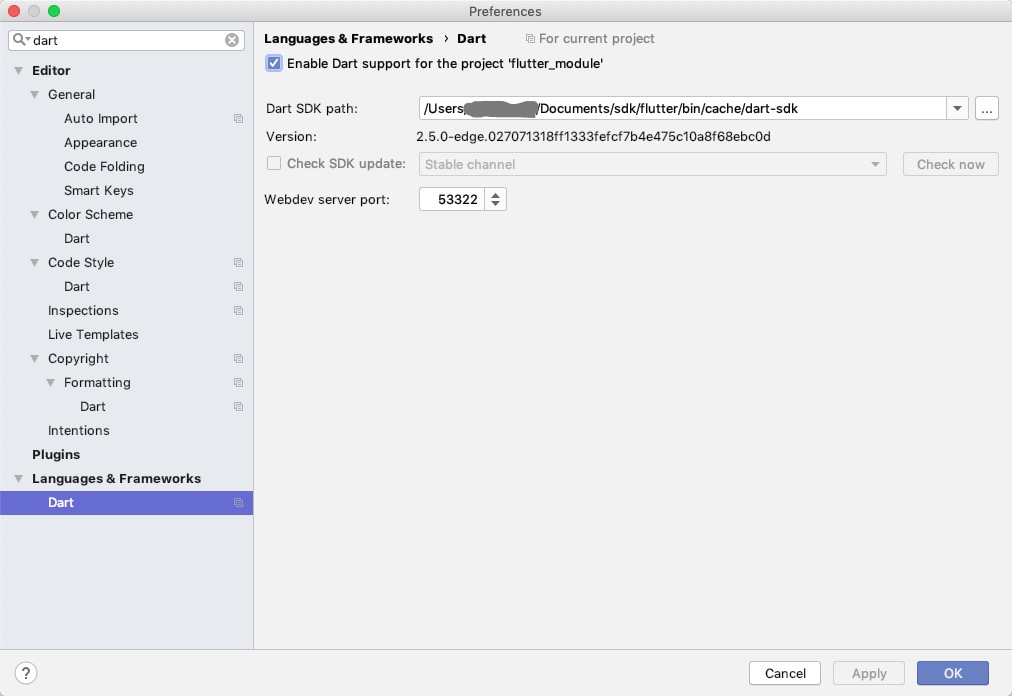 Preferences
dart
Editor
General
Auto Import
Appearance
Code Folding
Smart Keys
Color Scheme
Dart
Code Style
Dart
Inspections
Live Templates
Copyright
Formatting
Dart
Intentions
Plugins
Languages & Frameworks
Dart
Languages & Frameworks › Dart For current project
Enable Dart support for the project 'flutter_module'
Dart SDK path: /Users/ /Documents/sdk/flutter/bin/cache/dart-sdk ...
Version: 2.5.0-edge.027071318ff1333fefcf7b4e475c10a8f68ebc0d
Check SDK update: Stable channel Check now
Webdev server port: 53322
? Cancel Apply OK